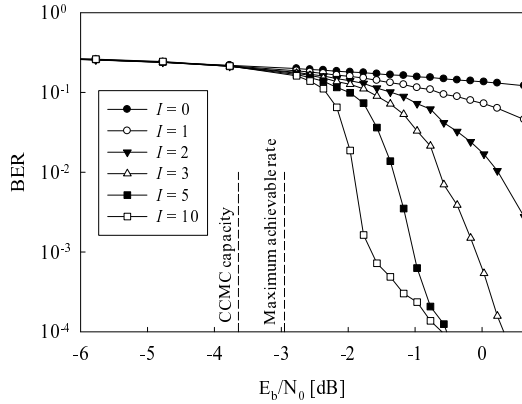 10^0
10^-1
10^-2
10^-3
10^-4
BER
I = 0
I = 1
I = 2
I = 3
I = 5
I = 10
CCMC capacity
Maximum achievable rate
-6 -5 -4 -3 -2 -1 0
E_b/N_0 [dB]